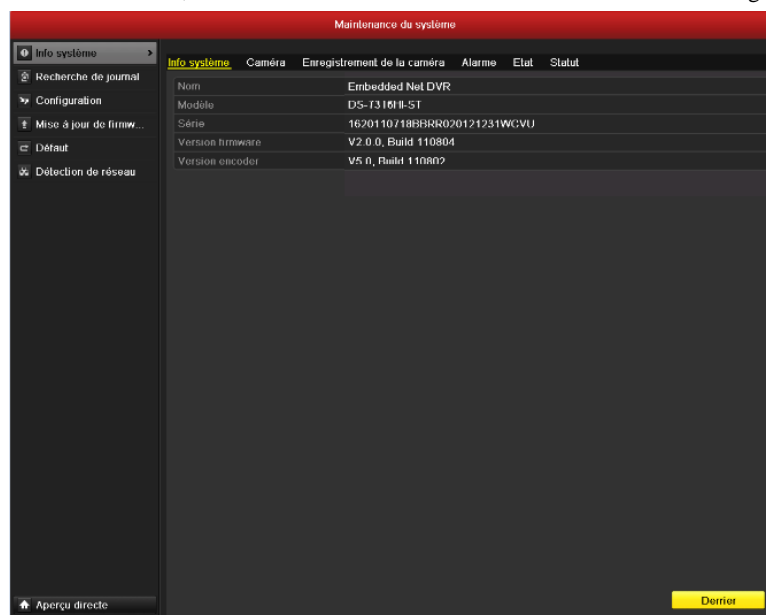 Maintenance du système
Info système
Recherche de journal
Configuration
Mise à jour de firmw...
Défaut
Détection de réseau
Aperçu directe
Info système Caméra Enregistrement de la caméra Alarme Etat Statut
Nom Embedded Net DVR
Modèle DS-7316HI-ST
Série 1620110718BBRR020121231WCVU
Version firmware V2.0.0, Build 110804
Version encoder V5.0, Build 110802
Derrier